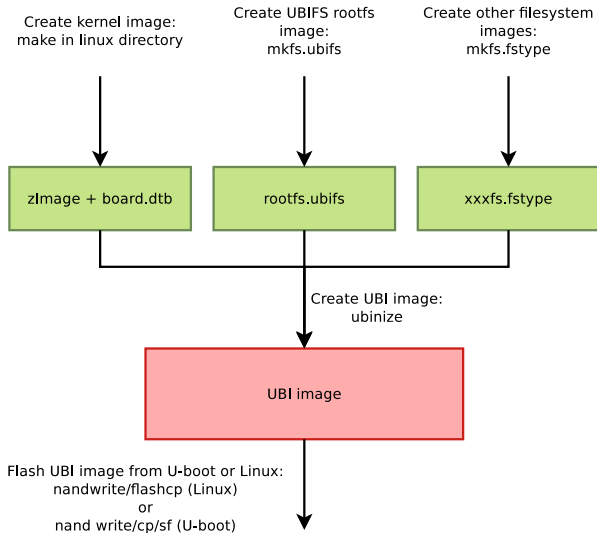 Create kernel image:
make in linux directory
Create UBIFS rootfs
image:
mkfs.ubifs
Create other filesystem
images:
mkfs.fstype
zImage + board.dtb
rootfs.ubifs
xxxfs.fstype
Create UBI image:
ubinize
UBI image
Flash UBI image from U-boot or Linux:
nandwrite/flashcp (Linux)
or
nand write/cp/sf (U-boot)